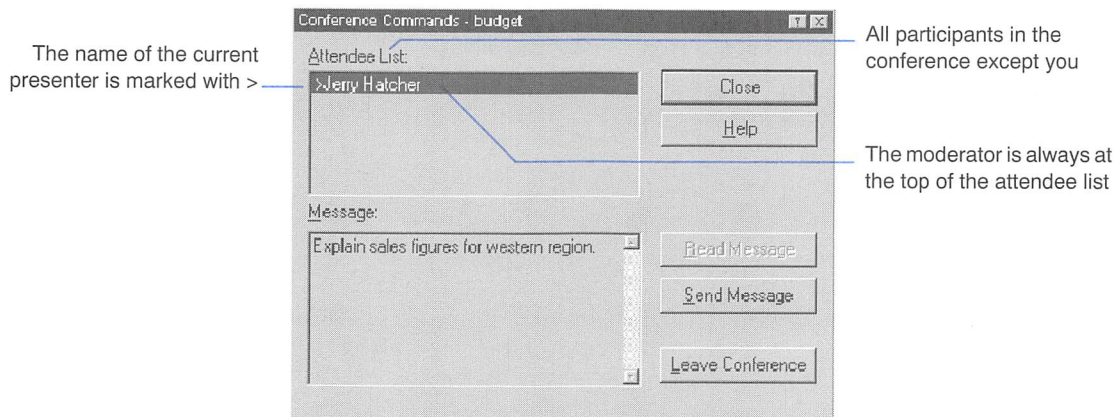 Conference Commands - budget
The name of the current
presenter is marked with >
Attendee List:
>Jerry Hatcher
Close
Help
All participants in the
conference except you
The moderator is always at
the top of the attendee list
Message:
Explain sales figures for western region.
Read Message
Send Message
Leave Conference